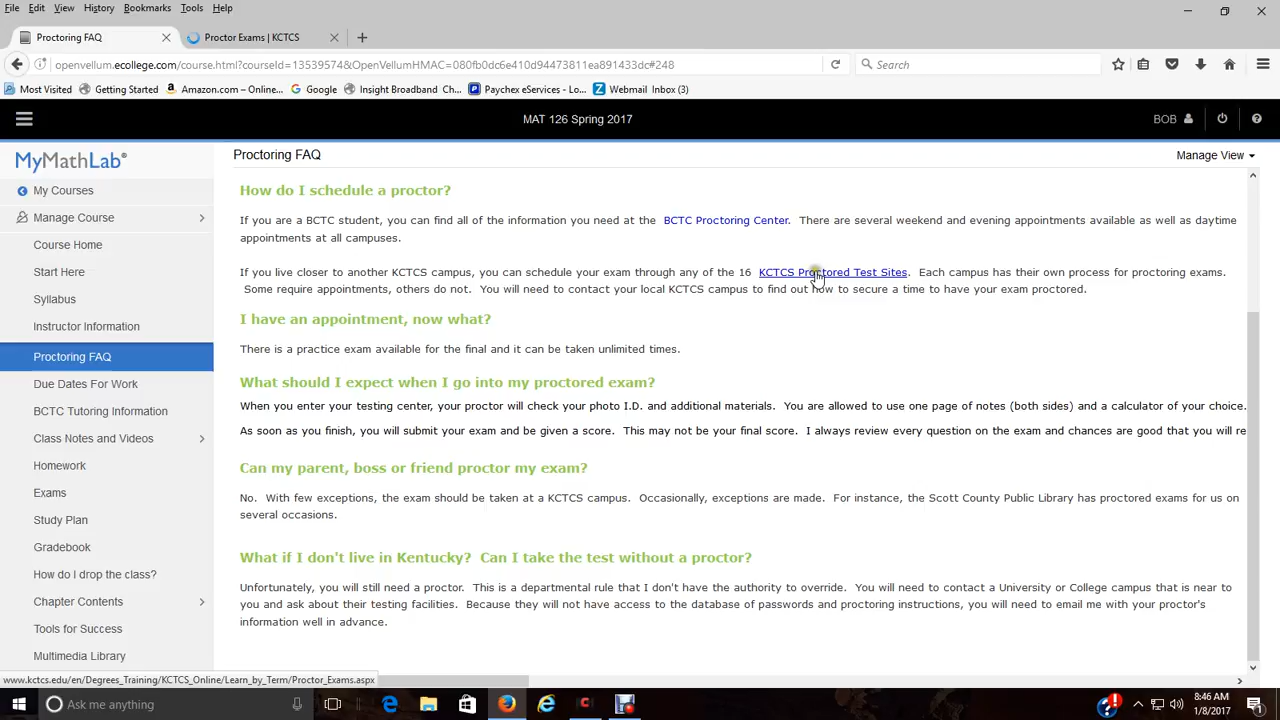 File Edit View History Bookmarks Tools Help
Proctoring FAQ
Proctor Exams | KCTCS
openvellum.ecollege.com/course.html?courseId=13539574&OpenVellumHMAC=080fb0dc6e410d94473811ea891433dc#248
Search
Most Visited Getting Started Amazon.com – Online... Google Insight Broadband Ch... Paychex eServices - Lo... Webmail Inbox (3)
MAT 126 Spring 2017
BOB
MyMathLab®
Proctoring FAQ
Manage View
My Courses
Manage Course
Course Home
Start Here
Syllabus
Instructor Information
Proctoring FAQ
Due Dates For Work
BCTC Tutoring Information
Class Notes and Videos
Homework
Exams
Study Plan
Gradebook
How do I drop the class?
Chapter Contents
Tools for Success
Multimedia Library
How do I schedule a proctor?
If you are a BCTC student, you can find all of the information you need at the BCTC Proctoring Center. There are several weekend and evening appointments available as well as daytime
appointments at all campuses.
If you live closer to another KCTCS campus, you can schedule your exam through any of the 16 KCTCS Proctored Test Sites. Each campus has their own process for proctoring exams.
Some require appointments, others do not. You will need to contact your local KCTCS campus to find out how to secure a time to have your exam proctored.
I have an appointment, now what?
There is a practice exam available for the final and it can be taken unlimited times.
What should I expect when I go into my proctored exam?
When you enter your testing center, your proctor will check your photo I.D. and additional materials. You are allowed to use one page of notes (both sides) and a calculator of your choice.
As soon as you finish, you will submit your exam and be given a score. This may not be your final score. I always review every question on the exam and chances are good that you will re
Can my parent, boss or friend proctor my exam?
No. With few exceptions, the exam should be taken at a KCTCS campus. Occasionally, exceptions are made. For instance, the Scott County Public Library has proctored exams for us on
several occasions.
What if I don't live in Kentucky? Can I take the test without a proctor?
Unfortunately, you will still need a proctor. This is a departmental rule that I don't have the authority to override. You will need to contact a University or College campus that is near to
you and ask about their testing facilities. Because they will not have access to the database of passwords and proctoring instructions, you will need to email me with your proctor's
information well in advance.
www.kctcs.edu/en/Degrees_Training/KCTCS_Online/Learn_by_Term/Proctor_Exams.aspx
Ask me anything
8:46 AM
1/8/2017